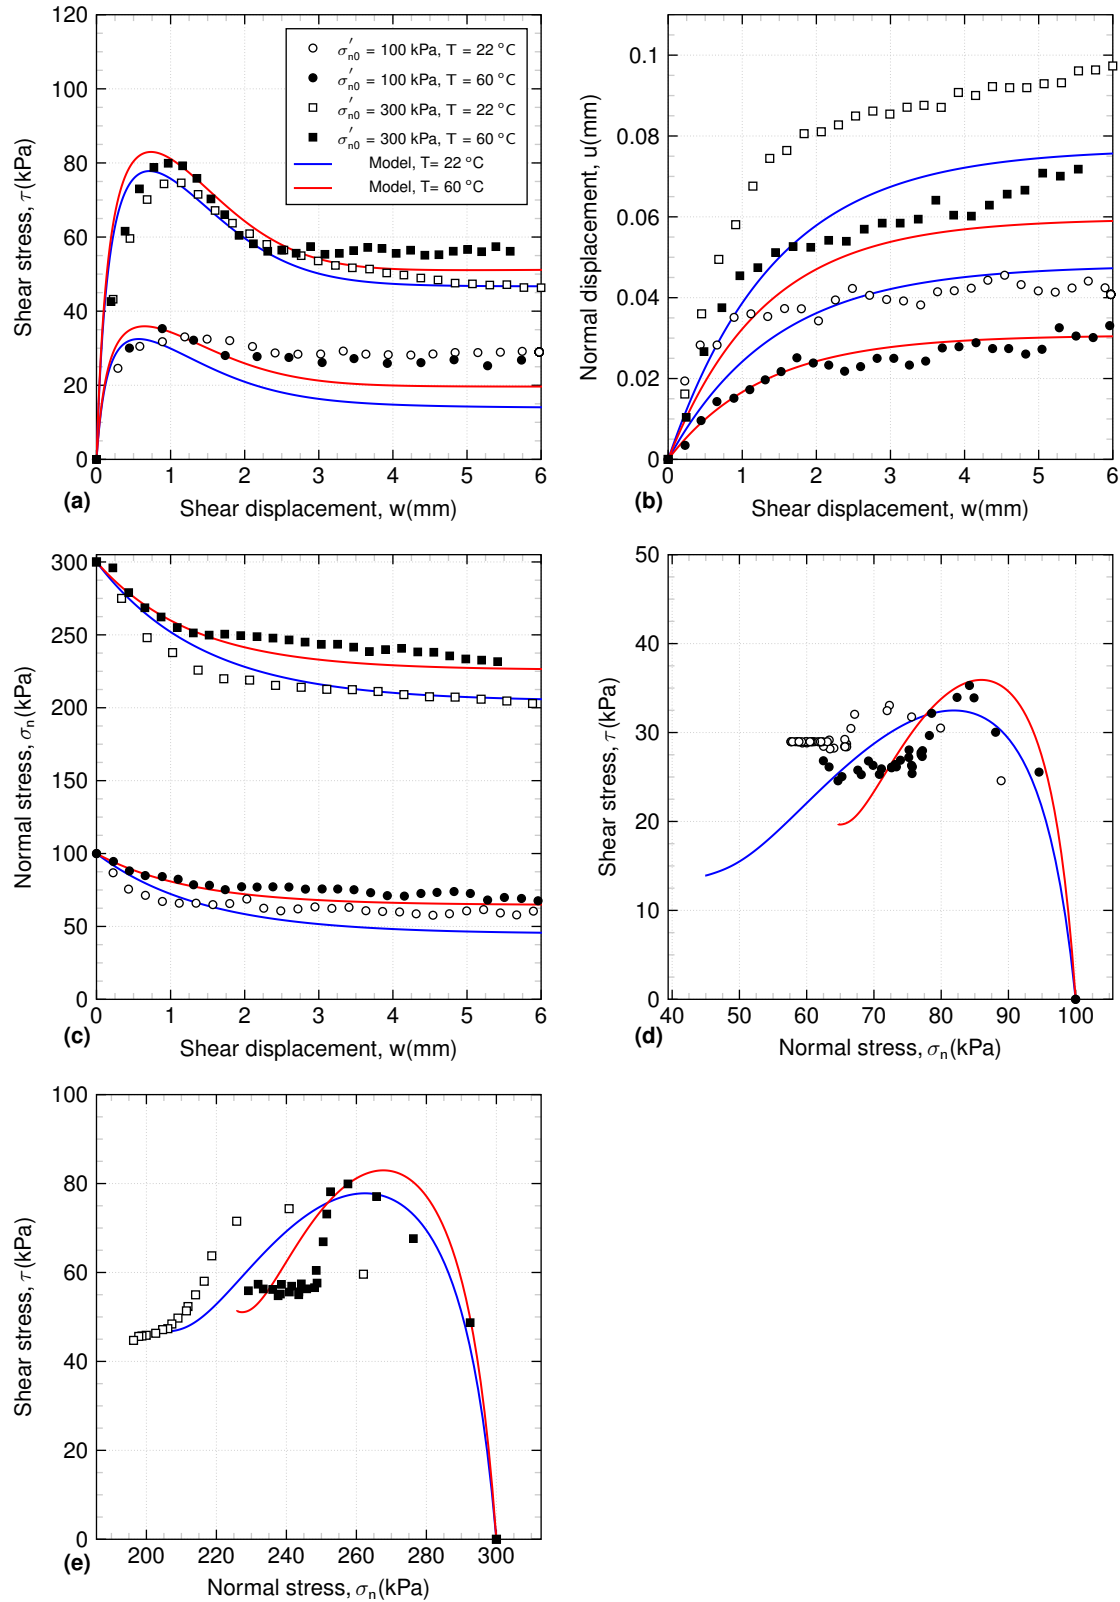 120
100
80
60
40
20
0
0 1 2 3 4 5 6
Shear stress, τ(kPa)
Shear displacement, w(mm)
(a)
σ′n0 = 100 kPa, T = 22 °C
σ′n0 = 100 kPa, T = 60 °C
σ′n0 = 300 kPa, T = 22 °C
σ′n0 = 300 kPa, T = 60 °C
Model, T= 22 °C
Model, T= 60 °C
0.1
0.08
0.06
0.04
0.02
0
0 1 2 3 4 5 6
Normal displacement, u(mm)
Shear displacement, w(mm)
(b)
300
250
200
150
100
50
0
0 1 2 3 4 5 6
Normal stress, σn(kPa)
Shear displacement, w(mm)
(c)
50
40
30
20
10
0
40 50 60 70 80 90 100
Shear stress, τ(kPa)
Normal stress, σn(kPa)
(d)
100
80
60
40
20
0
200 220 240 260 280 300
Shear stress, τ(kPa)
Normal stress, σn(kPa)
(e)